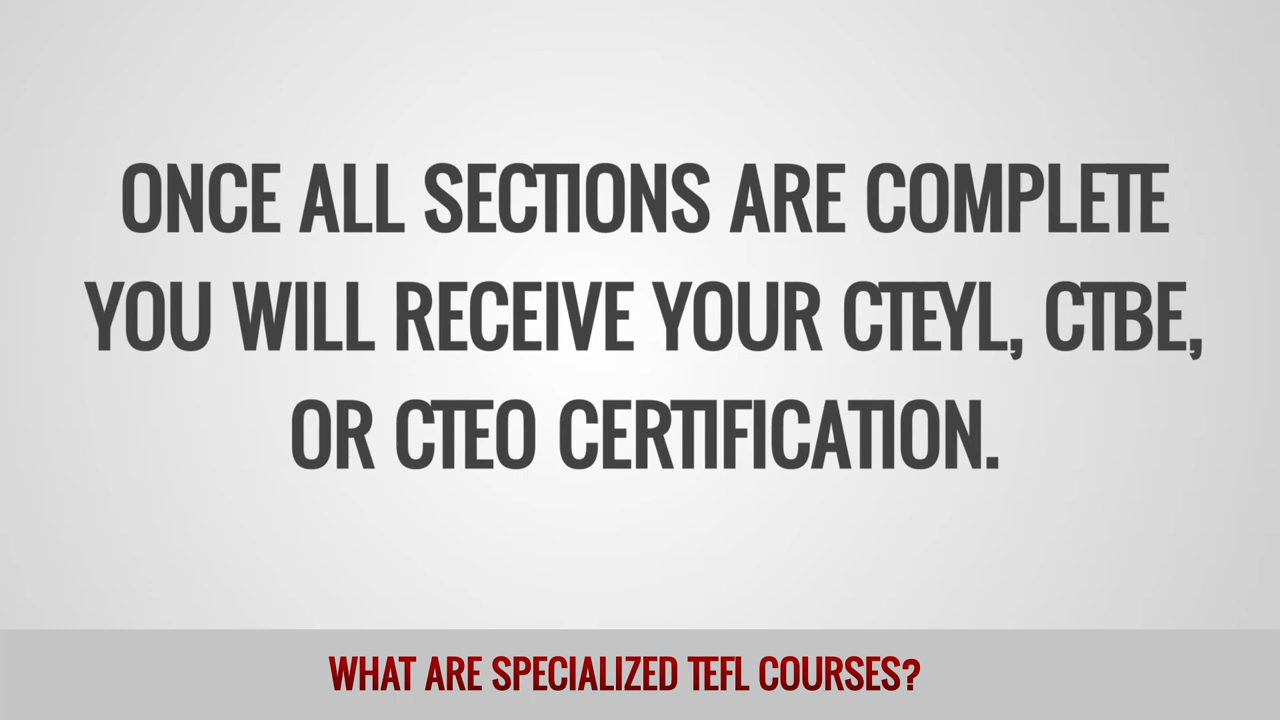 ONCE ALL SECTIONS ARE COMPLETE
YOU WILL RECEIVE YOUR CTEYL, CTBE,
OR CTEO CERTIFICATION.
WHAT ARE SPECIALIZED TEFL COURSES?